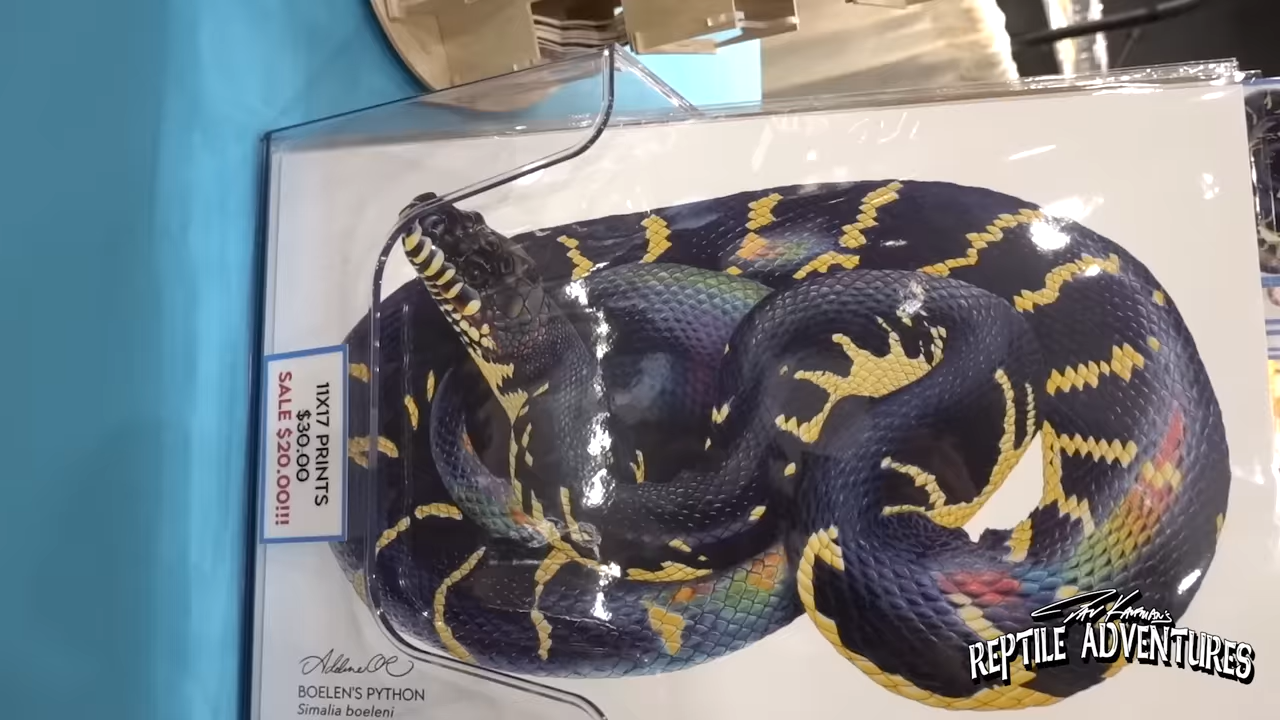 11X17 PRINTS
$30.00
SALE $20.00!!!
BOELEN'S PYTHON
Simalia boeleni
REPTILE ADVENTURES